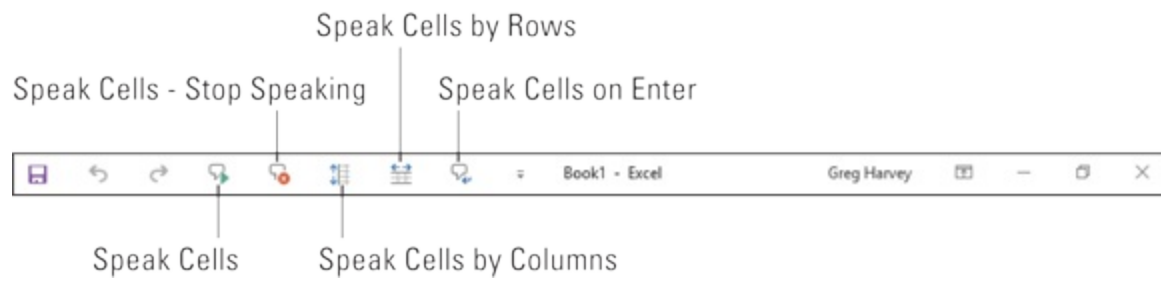 Speak Cells by Rows
Speak Cells - Stop Speaking
Speak Cells on Enter
Book1 - Excel
Greg Harvey
Speak Cells
Speak Cells by Columns